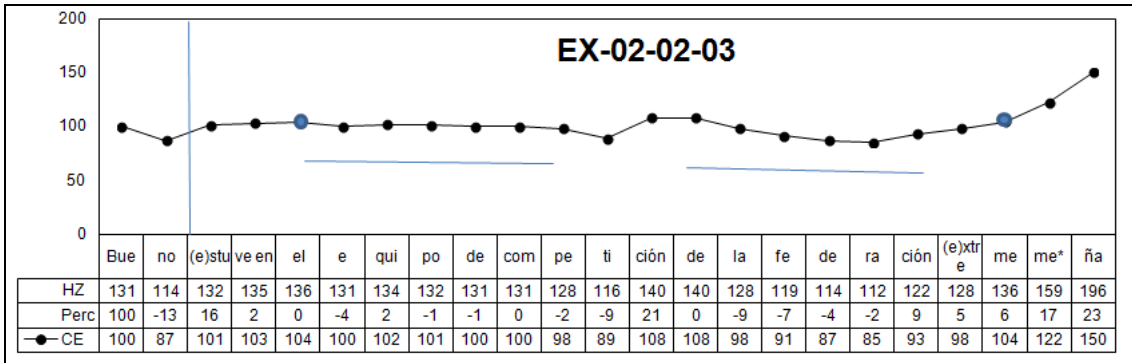 EX-02-02-03
200
150
100
50
0
Bue no (e)stu ve en el e qui po de com pe ti ción de la fe de ra ción (e)xtr e me me* ña
HZ 131 114 132 135 136 131 134 132 131 131 128 116 140 140 128 119 114 112 122 128 136 159 196
Perc 100 -13 16 2 0 -4 2 -1 -1 0 -2 -9 21 0 -9 -7 -4 -2 9 5 6 17 23
CE 100 87 101 103 104 100 102 101 100 100 98 89 108 108 98 91 87 85 93 98 104 122 150